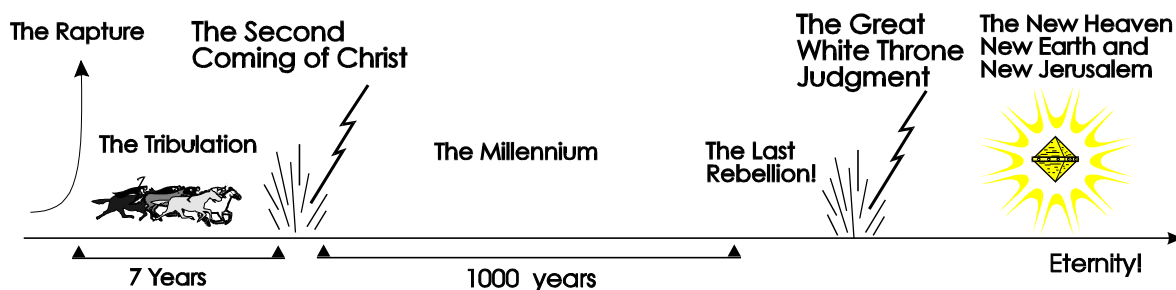 The Rapture
The Second
Coming of Christ
The Tribulation
The Millennium
The Last
Rebellion!
The Great
White Throne
Judgment
The New Heaven
New Earth and
New Jerusalem
7 Years
1000 years
Eternity!